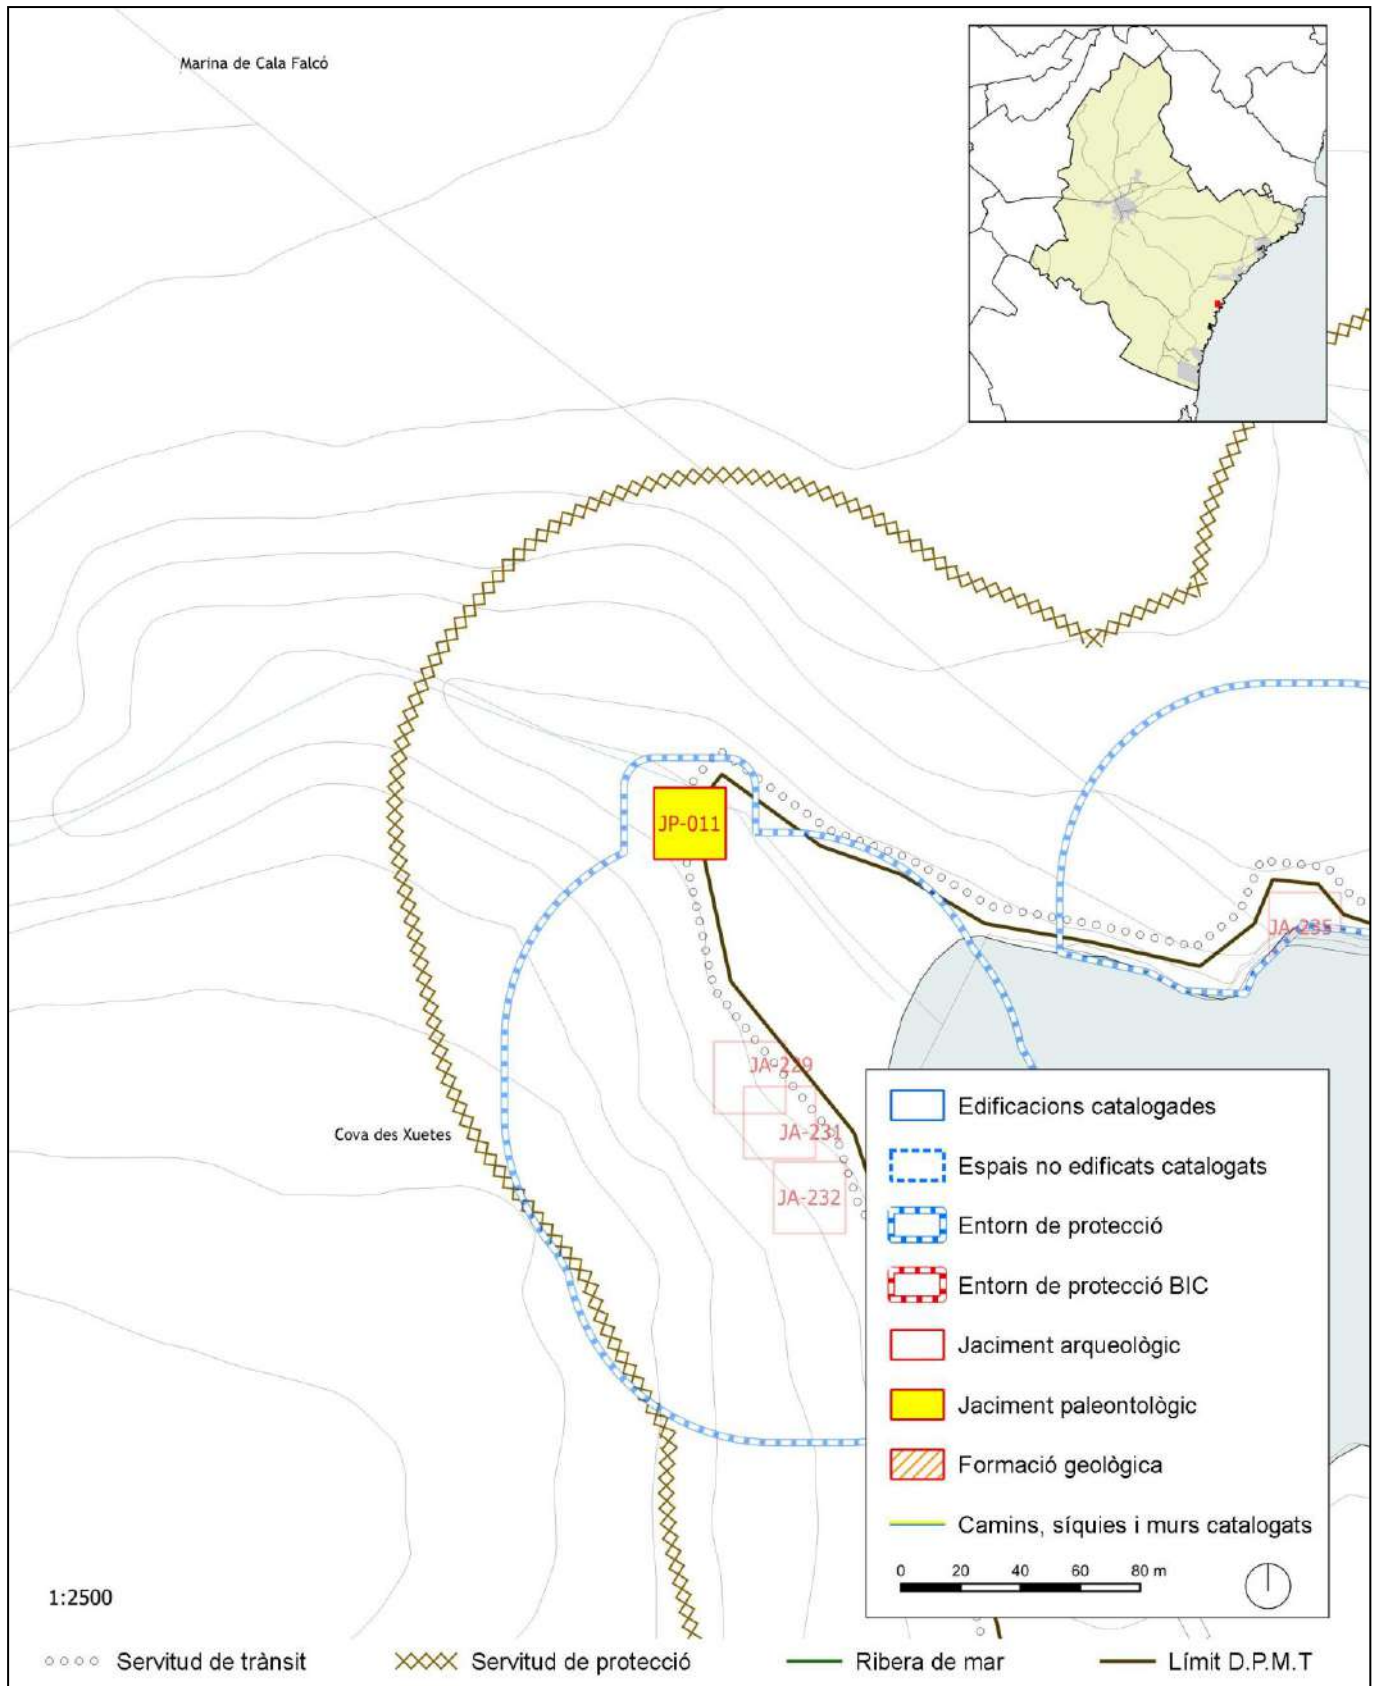 Marina de Cala Falcó
JP-011
JA-235
JA-229
JA-231
JA-232
Cova des Xuetes
Edificacions catalogades
Espais no edificats catalogats
Entorn de protecció
Entorn de protecció BIC
Jaciment arqueològic
Jaciment paleontològic
Formació geològica
Camins, síquies i murs catalogats
0 20 40 60 80 m
1:2500
Servitud de trànsit
Servitud de protecció
Ribera de mar
Límit D.P.M.T